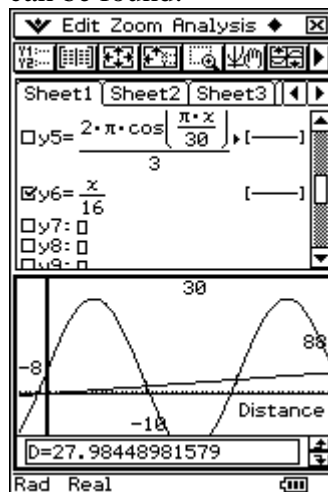 can be found.
Edit Zoom Analysis
Sheet1 Sheet2 Sheet3
y5= 2·π·cos(π·x/30)/3 [—]
y6= x/16 [—]
y7:
y8:
y9:
30
-8
88
-10
Distance
D=27.98448981579
Rad Real